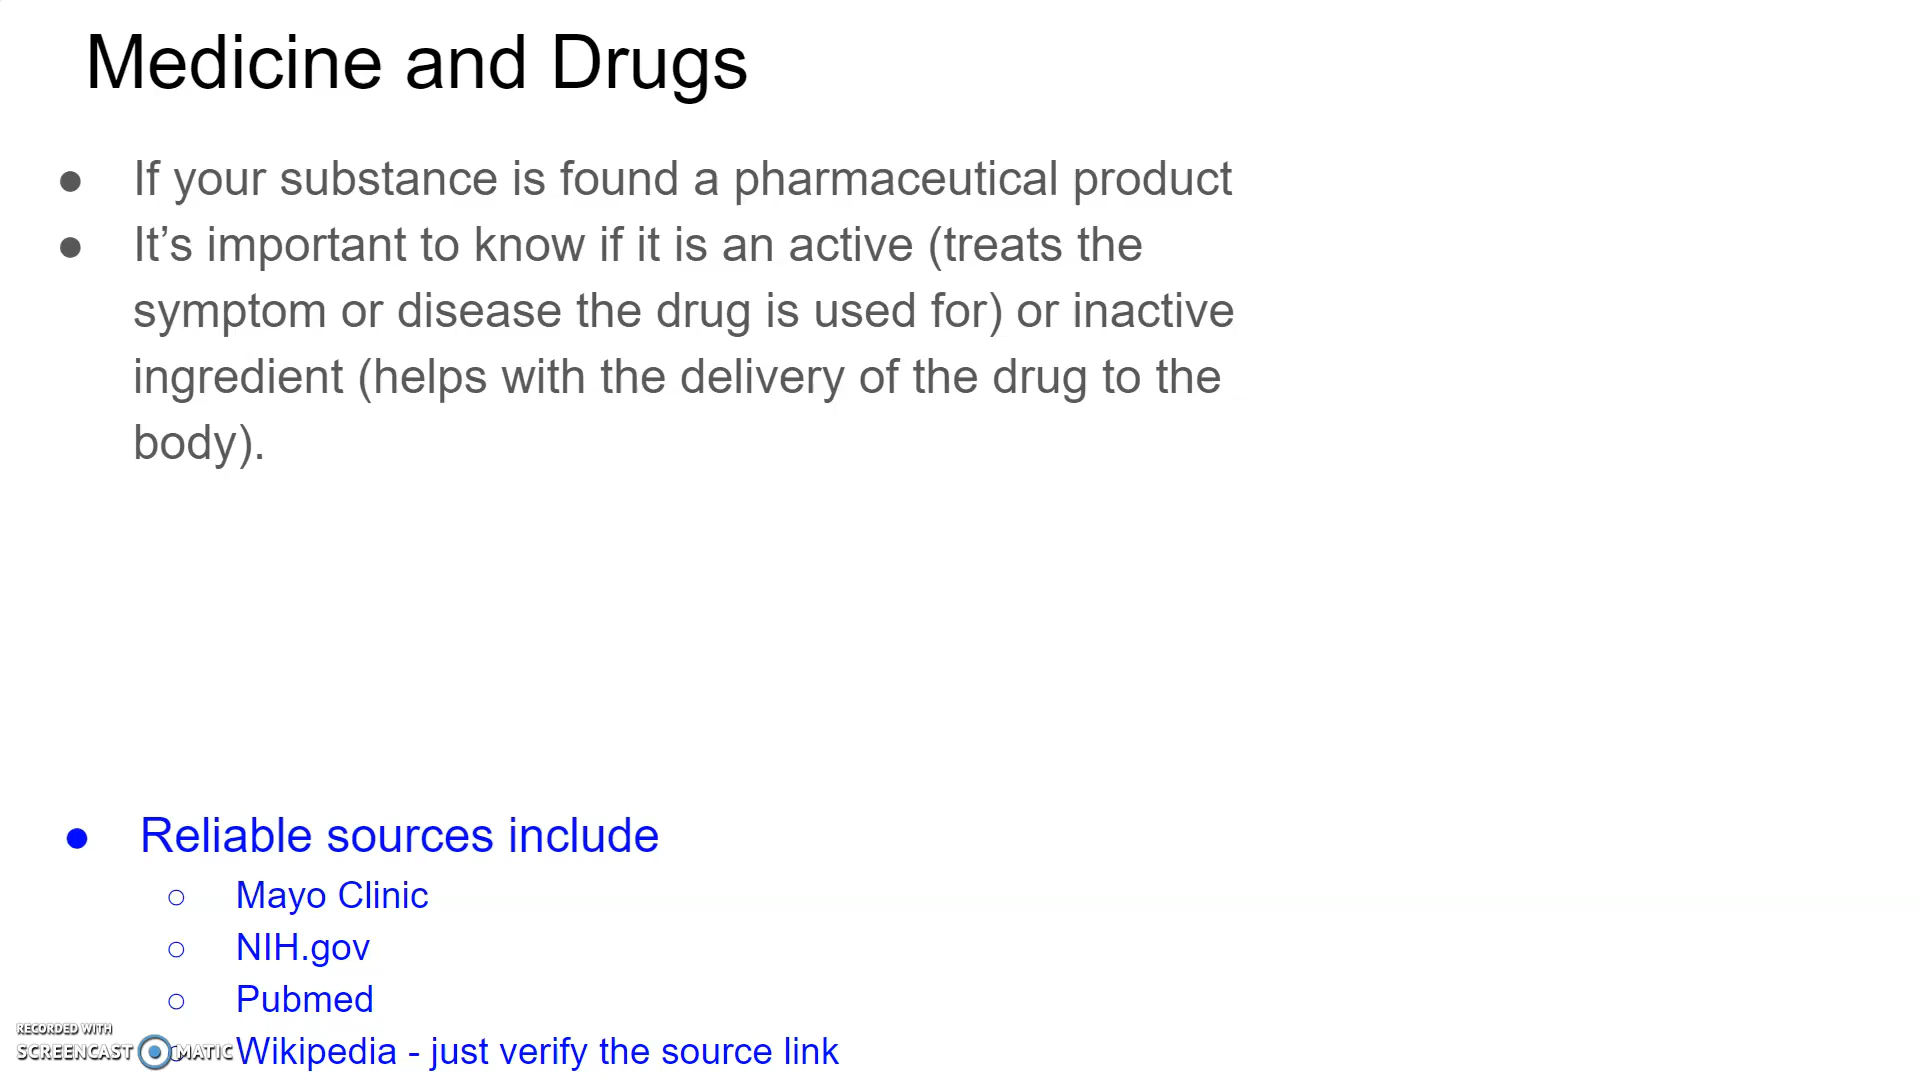 Medicine and Drugs
● If your substance is found a pharmaceutical product
● It’s important to know if it is an active (treats the
symptom or disease the drug is used for) or inactive
ingredient (helps with the delivery of the drug to the
body).
● Reliable sources include
○ Mayo Clinic
○ NIH.gov
○ Pubmed
○ Wikipedia - just verify the source link
RECORDED WITH
SCREENCAST MATIC